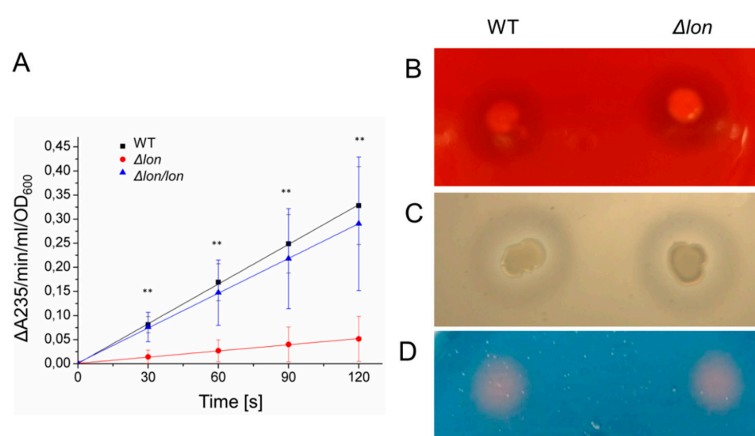 WT Δlon
A
B
C
D
WT
Δlon
Δlon/lon
ΔA235/min/ml/OD600
0,45
0,40
0,35
0,30
0,25
0,20
0,15
0,10
0,05
0,00
**
**
**
**
0 30 60 90 120
Time [s]